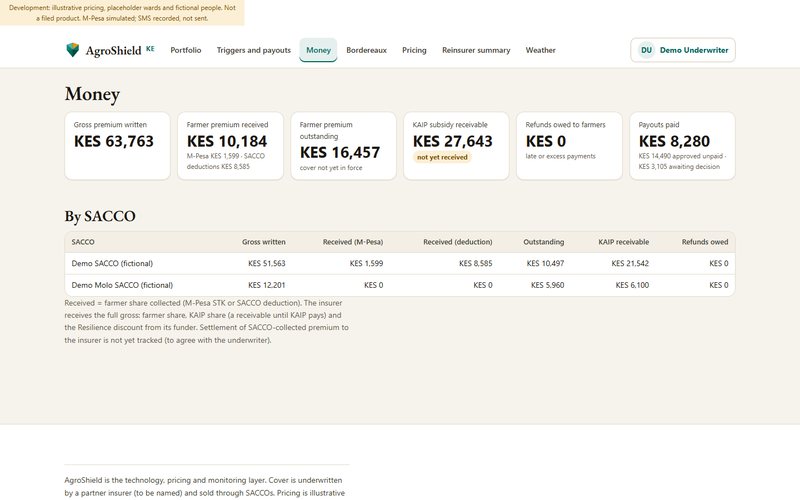 Development: illustrative pricing, placeholder wards and fictional people. Not
a filed product. M-Pesa simulated; SMS recorded, not sent.
AgroShield KE
Portfolio
Triggers and payouts
Money
Bordereaux
Pricing
Reinsurer summary
Weather
DU Demo Underwriter
Money
Gross premium written
KES 63,763
Farmer premium received
KES 10,184
M-Pesa KES 1,599 · SACCO
deductions KES 8,585
Farmer premium
outstanding
KES 16,457
cover not yet in force
KAIP subsidy receivable
KES 27,643
not yet received
Refunds owed to farmers
KES 0
late or excess payments
Payouts paid
KES 8,280
KES 14,490 approved unpaid ·
KES 3,105 awaiting decision
By SACCO
SACCO Gross written Received (M-Pesa) Received (deduction) Outstanding KAIP receivable Refunds owed
Demo SACCO (fictional) KES 51,563 KES 1,599 KES 8,585 KES 10,497 KES 21,542 KES 0
Demo Molo SACCO (fictional) KES 12,201 KES 0 KES 0 KES 5,960 KES 6,100 KES 0
Received = farmer share collected (M-Pesa STK or SACCO deduction). The insurer
receives the full gross: farmer share, KAIP share (a receivable until KAIP pays) and
the Resilience discount from its funder. Settlement of SACCO-collected premium to
the insurer is not yet tracked (to agree with the underwriter).
AgroShield is the technology, pricing and monitoring layer. Cover is underwritten
by a partner insurer (to be named) and sold through SACCOs. Pricing is illustrative